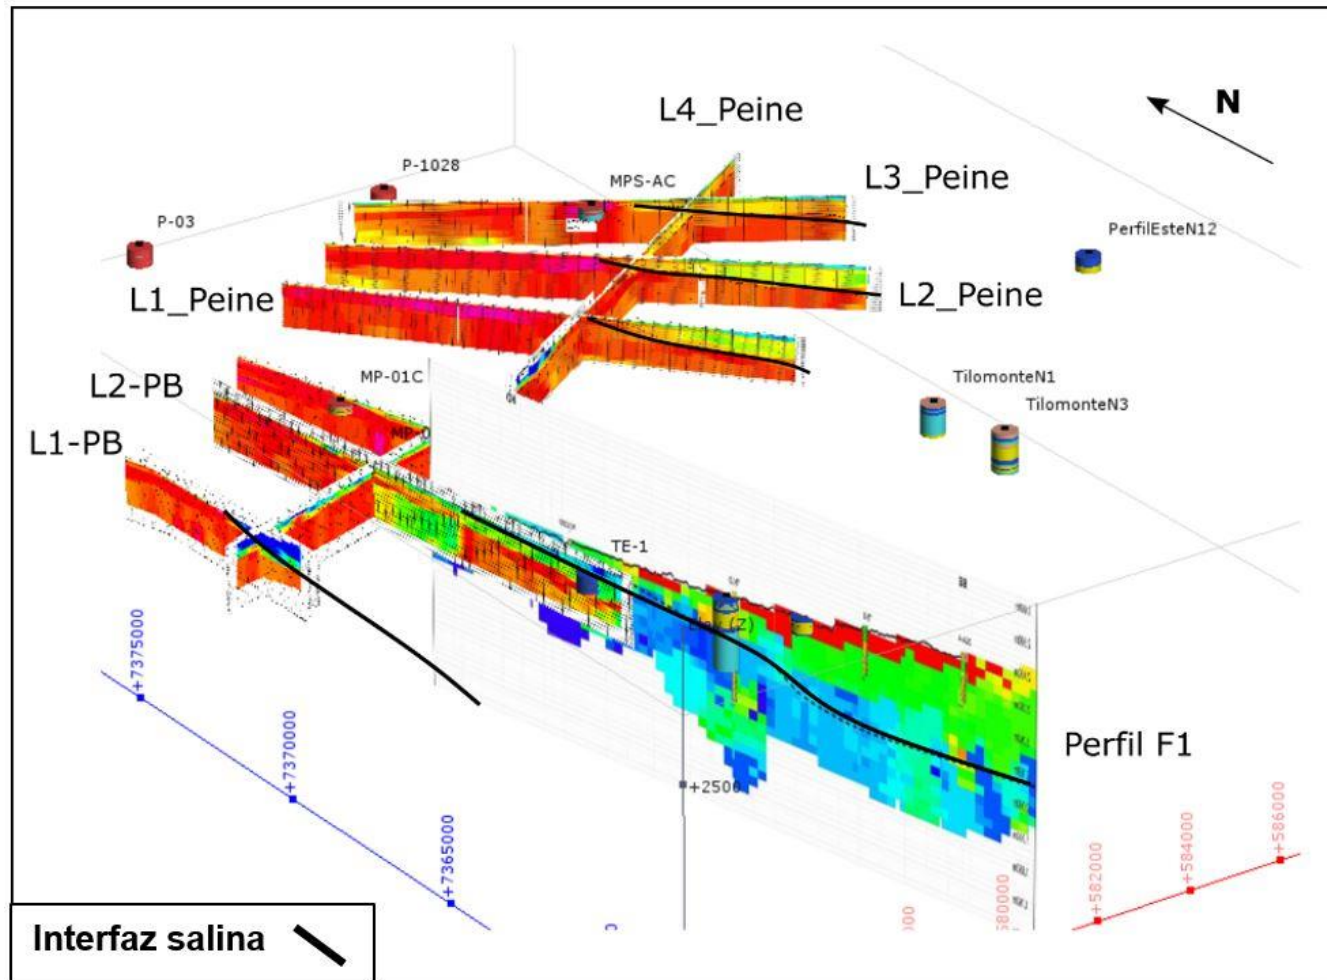 L4_Peine
N
P-1028
MPS-AC
L3_Peine
P-03
PerfilEsteN12
L1_Peine
L2_Peine
MP-01C
TilomonteN1
L2-PB
TilomonteN3
L1-PB
TE-1
Perfil F1
+2500
+7375000
+7370000
+7365000
580000
+582000
+584000
+586000
Interfaz salina